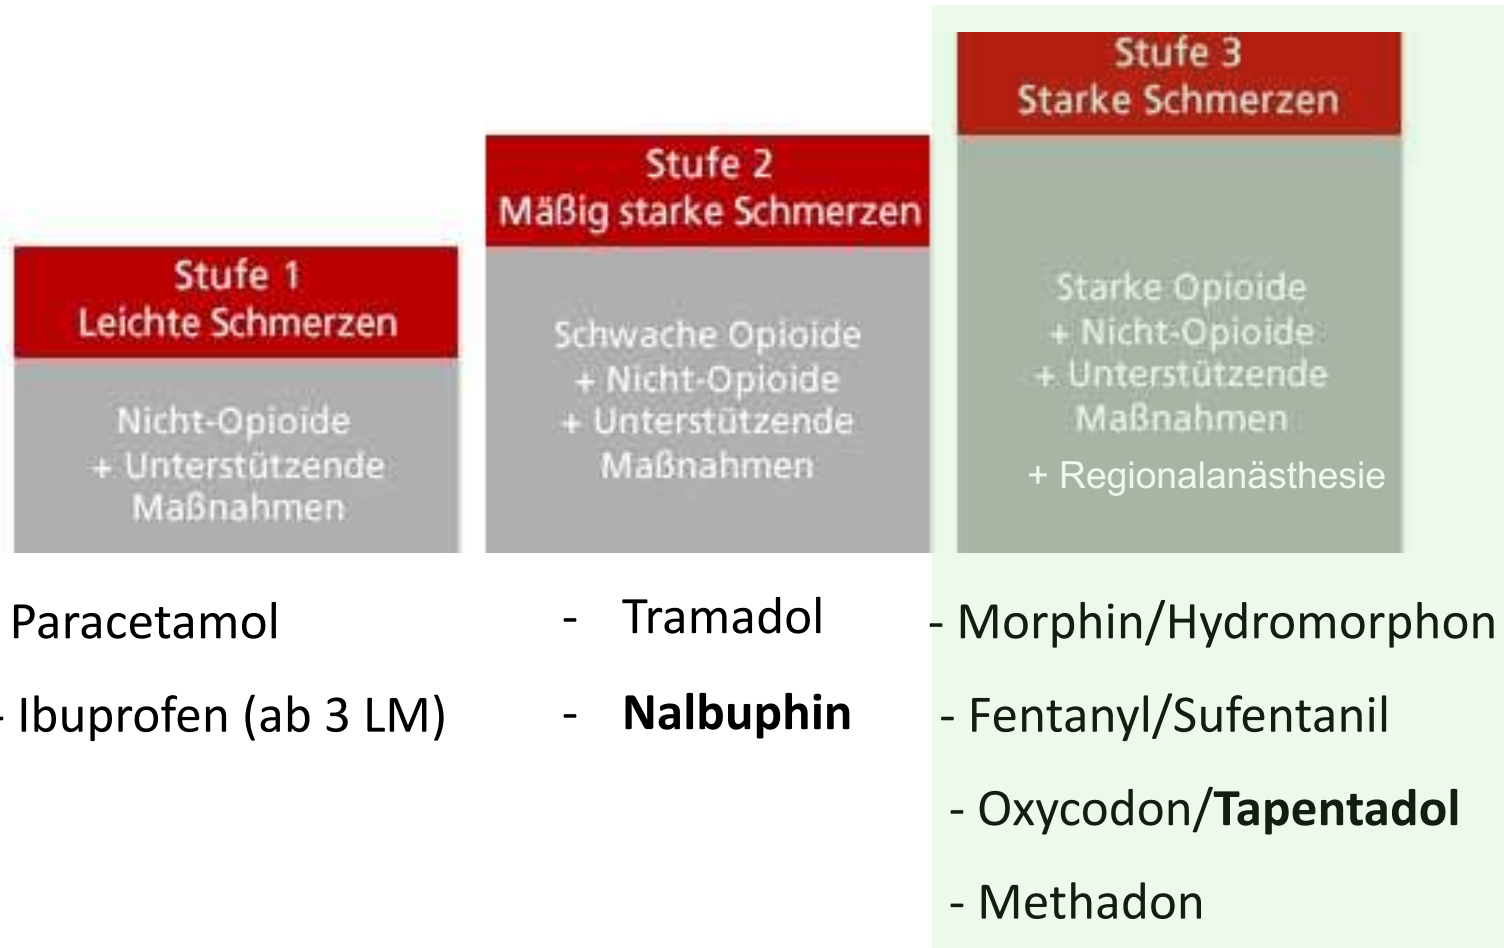 Stufe 1
Leichte Schmerzen
Nicht-Opioide
+ Unterstützende
Maßnahmen
Paracetamol
- Ibuprofen (ab 3 LM)
Stufe 2
Mäßig starke Schmerzen
Schwache Opioide
+ Nicht-Opioide
+ Unterstützende
Maßnahmen
- Tramadol
- Nalbuphin
Stufe 3
Starke Schmerzen
Starke Opioide
+ Nicht-Opioide
+ Unterstützende
Maßnahmen
+ Regionalanästhesie
- Morphin/Hydromorphon
- Fentanyl/Sufentanil
- Oxycodon/Tapentadol
- Methadon